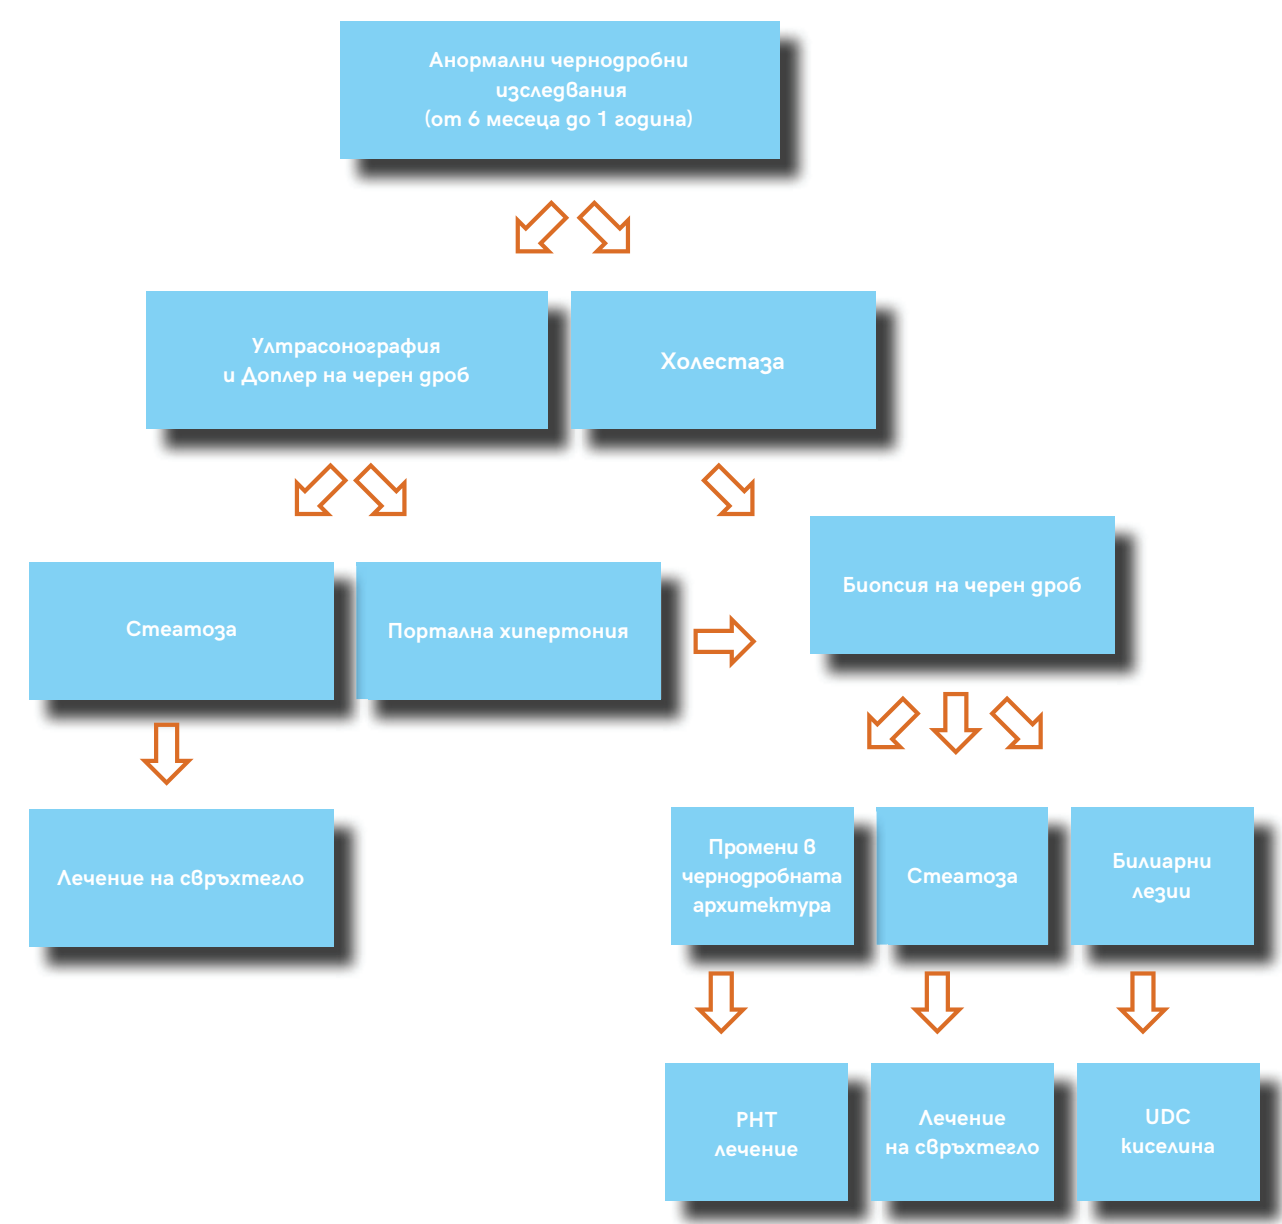 Анормални чернодробни
изследвания
(от 6 месеца до 1 година)
Ултрасонография
и Доплер на черен дроб
Холестаза
Биопсия на черен дроб
Стеатоза
Портална хипертония
Лечение на свръхтегло
Промени в
чернодробната
архитектура
Стеатоза
Билиарни
лезии
PHT
лечение
Лечение
на свръхтегло
UDC
киселина